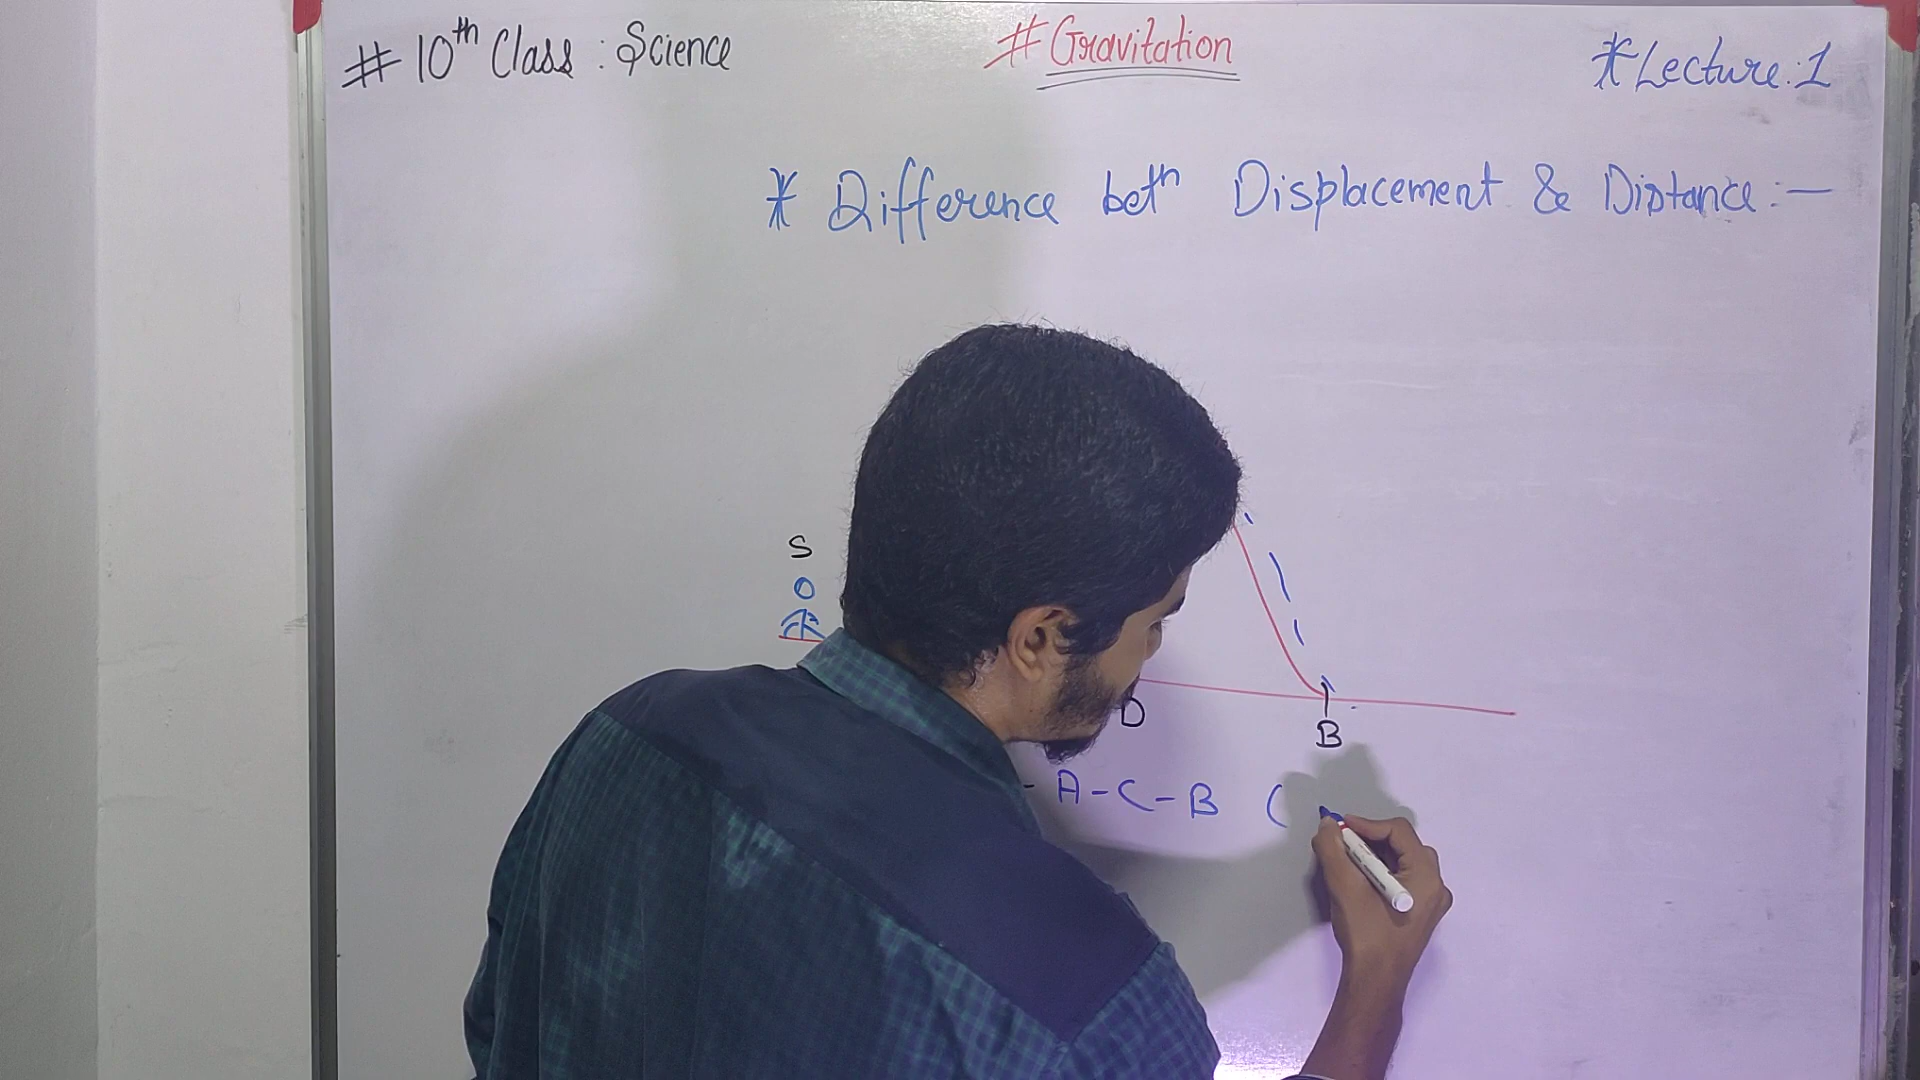 # 10th Class : Science
# Gravitation
* Lecture : 1
* Difference betn Displacement & Distance :—
S
D
B
- A - C - B (